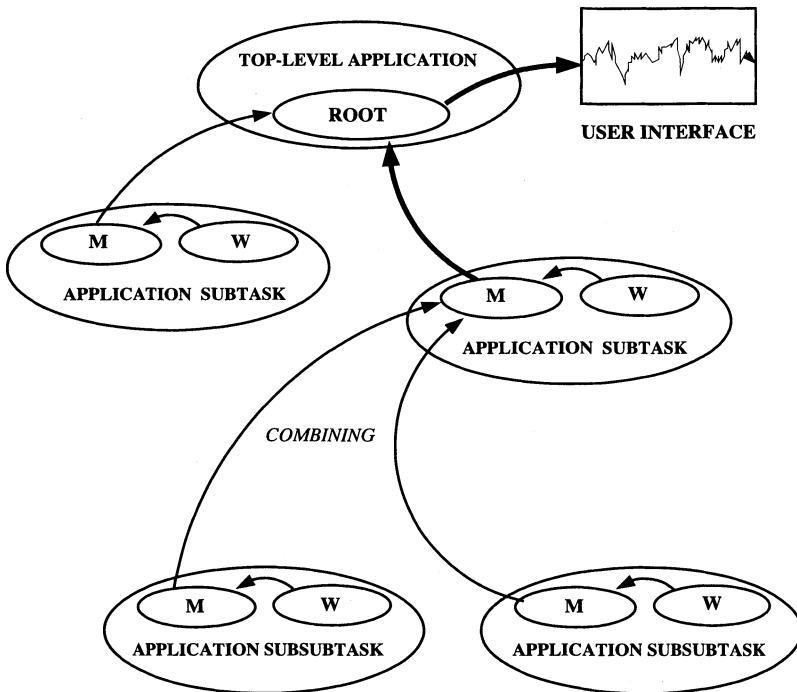 TOP-LEVEL APPLICATION
ROOT
USER INTERFACE
M
W
APPLICATION SUBTASK
M
W
APPLICATION SUBTASK
COMBINING
M
W
APPLICATION SUBSUBTASK
M
W
APPLICATION SUBSUBTASK